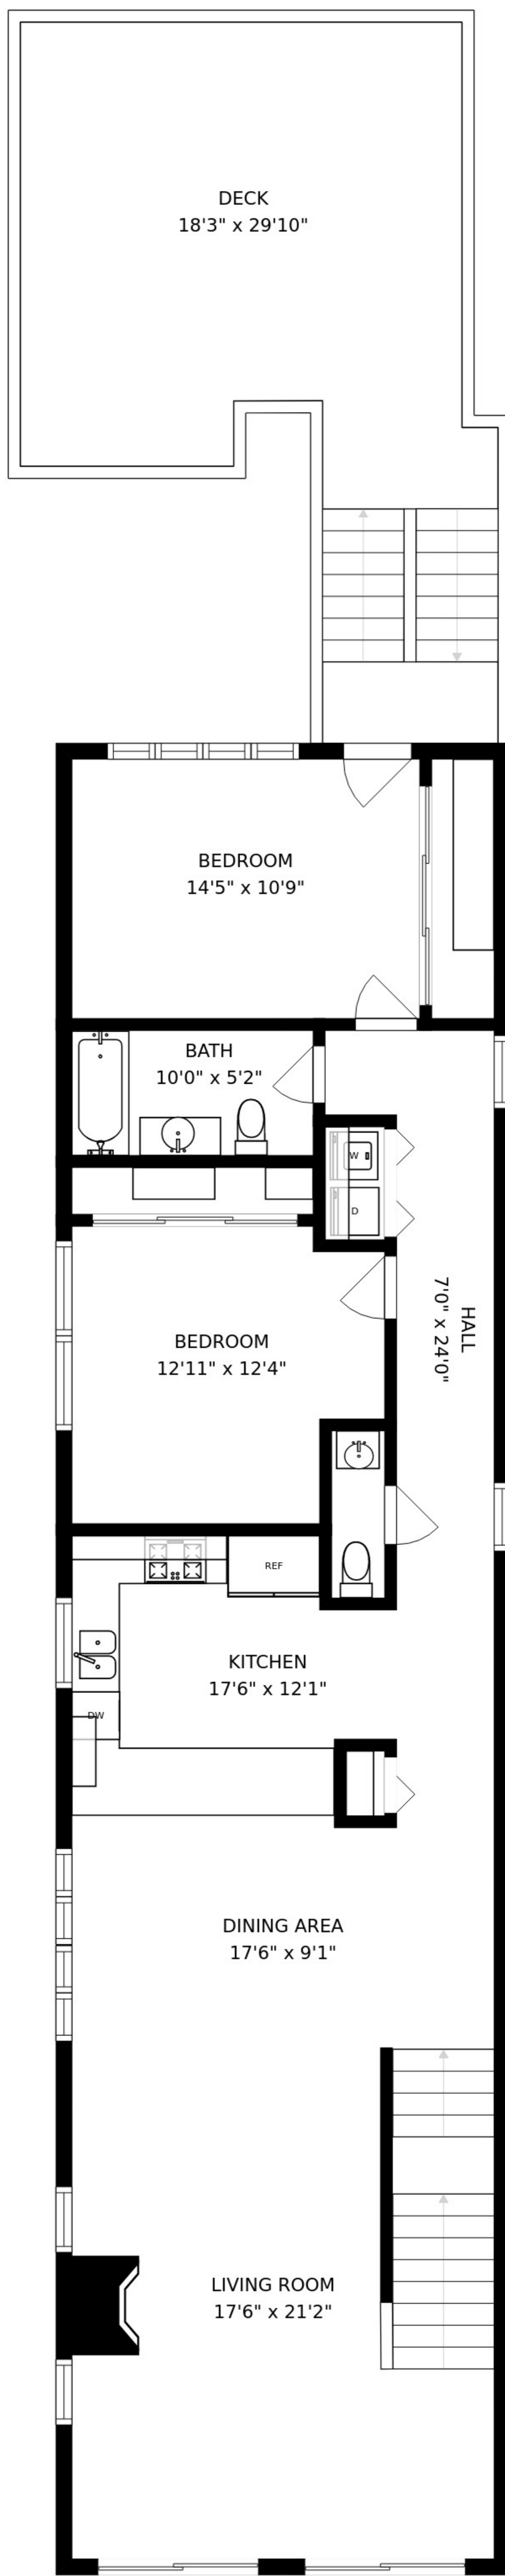 DECK
18'3" x 29'10"
BEDROOM
14'5" x 10'9"
BATH
10'0" x 5'2"
W
D
HALL
7'0" x 24'0"
BEDROOM
12'11" x 12'4"
REF
KITCHEN
17'6" x 12'1"
DW
DINING AREA
17'6" x 9'1"
LIVING ROOM
17'6" x 21'2"